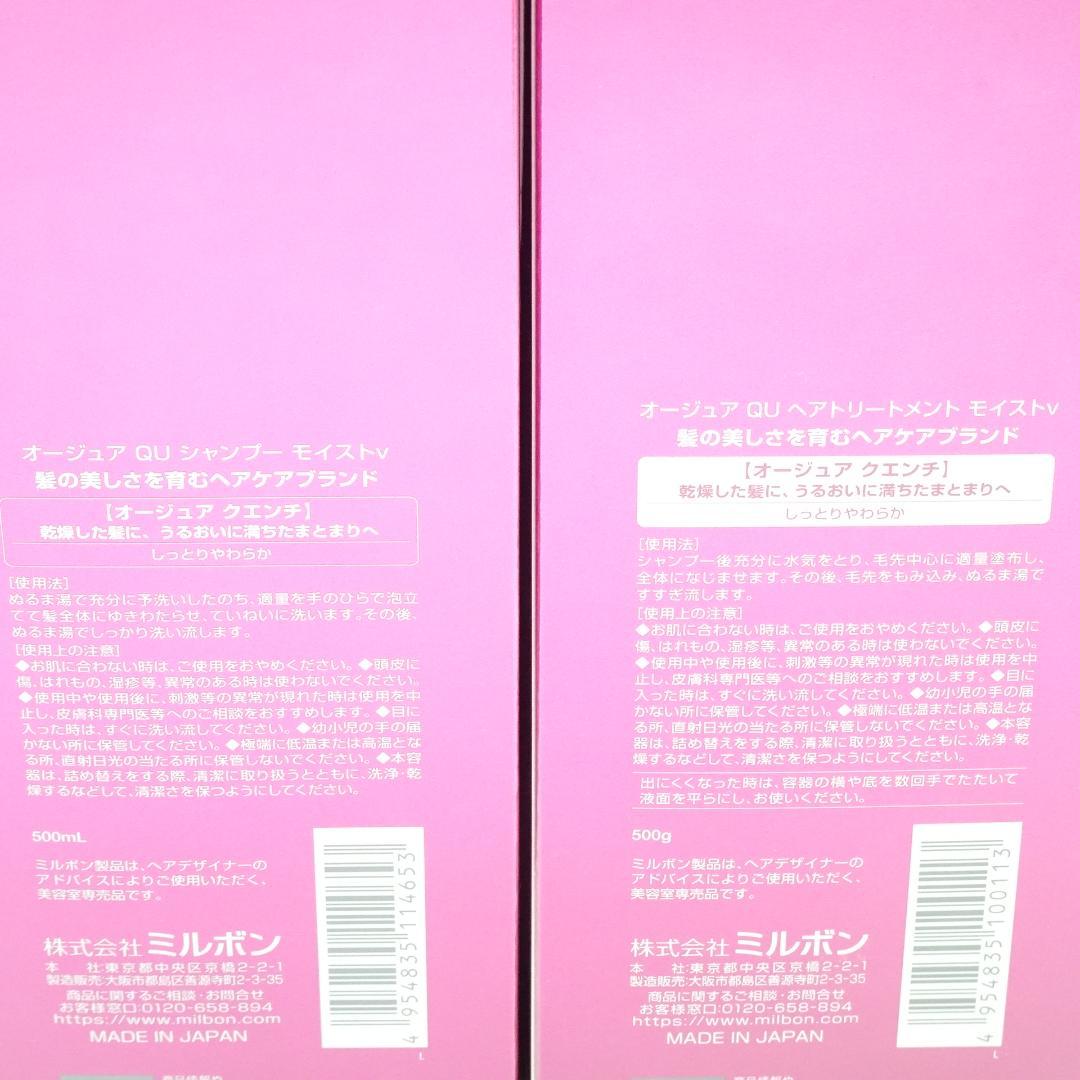 オージュア QU シャンプー モイストv
髪の美しさを育むヘアケアブランド
【オージュア クエンチ】
乾燥した髪に、うるおいに満ちたまとまりへ
しっとりやわらか
[使用法]
ぬるま湯で充分に予洗いしたのち、適量を手のひらで泡立
てて髪全体にゆきわたらせ、ていねいに洗います。その後、
ぬるま湯でしっかり洗い流します。
[使用上の注意]
◆お肌に合わない時は、ご使用をおやめください。◆頭皮に
傷、はれもの、湿疹等、異常のある時は使わないでください。
◆使用中や使用後に、刺激等の異常が現れた時は使用を中
止し、皮膚科専門医等へのご相談をおすすめします。◆目に
入った時は、すぐに洗い流してください。◆幼小児の手の届
かない所に保管してください。◆極端に低温または高温とな
る所、直射日光の当たる所に保管しないでください。◆本容
器は、詰め替えをする際、清潔に取り扱うとともに、洗浄・乾
燥するなどして、清潔さを保つようにしてください。
500mL
ミルボン製品は、ヘアデザイナーの
アドバイスによりご使用いただく、
美容室専売品です。
株式会社ミルボン
本 社:東京都中央区京橋2-2-1
製造販売:大阪市都島区善源寺町2-3-35
商品に関するご相談・お問合せ
お客様窓口:0120-658-894
https://www.milbon.com
MADE IN JAPAN
4 954835 114653
L
オージュア QU ヘアトリートメント モイストv
髪の美しさを育むヘアケアブランド
【オージュア クエンチ】
乾燥した髪に、うるおいに満ちたまとまりへ
しっとりやわらか
[使用法]
シャンプー後充分に水気をとり、毛先中心に適量塗布し、
全体になじませます。その後、毛先をもみ込み、ぬるま湯で
すすぎ流します。
[使用上の注意]
◆お肌に合わない時は、ご使用をおやめください。◆頭皮に
傷、はれもの、湿疹等、異常のある時は使わないでください。
◆使用中や使用後に、刺激等の異常が現れた時は使用を中
止し、皮膚科専門医等へのご相談をおすすめします。◆目に
入った時は、すぐに洗い流してください。◆幼小児の手の届
かない所に保管してください。◆極端に低温または高温とな
る所、直射日光の当たる所に保管しないでください。◆本容
器は、詰め替えをする際、清潔に取り扱うとともに、洗浄・乾
燥するなどして、清潔さを保つようにしてください。
出にくくなった時は、容器の横や底を数回手でたたいて
液面を平らにし、お使いください。
500g
ミルボン製品は、ヘアデザイナーの
アドバイスによりご使用いただく、
美容室専売品です。
株式会社ミルボン
本 社:東京都中央区京橋2-2-1
製造販売:大阪市都島区善源寺町2-3-35
商品に関するご相談・お問合せ
お客様窓口:0120-658-894
https://www.milbon.com
MADE IN JAPAN
4 954835 100113
L